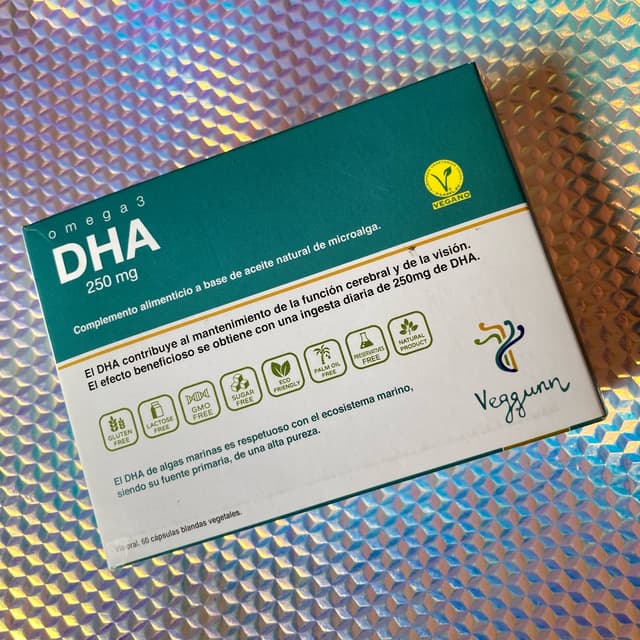 omega3
DHA
250 mg
VEGANO
Complemento alimenticio a base de aceite natural de microalga.
El DHA contribuye al mantenimiento de la función cerebral y de la visión.
El efecto beneficioso se obtiene con una ingesta diaria de 250mg de DHA.
GLUTEN
FREE
LACTOSE
FREE
GMO
FREE
SUGAR
FREE
ECO
FRIENDLY
PALM OIL
FREE
PRESERVATIVES
FREE
NATURAL
PRODUCT
Veggunn
El DHA de algas marinas es respetuoso con el ecosistema marino,
siendo su fuente primaria, de una alta pureza.
Vía oral, 60 cápsulas blandas vegetales.